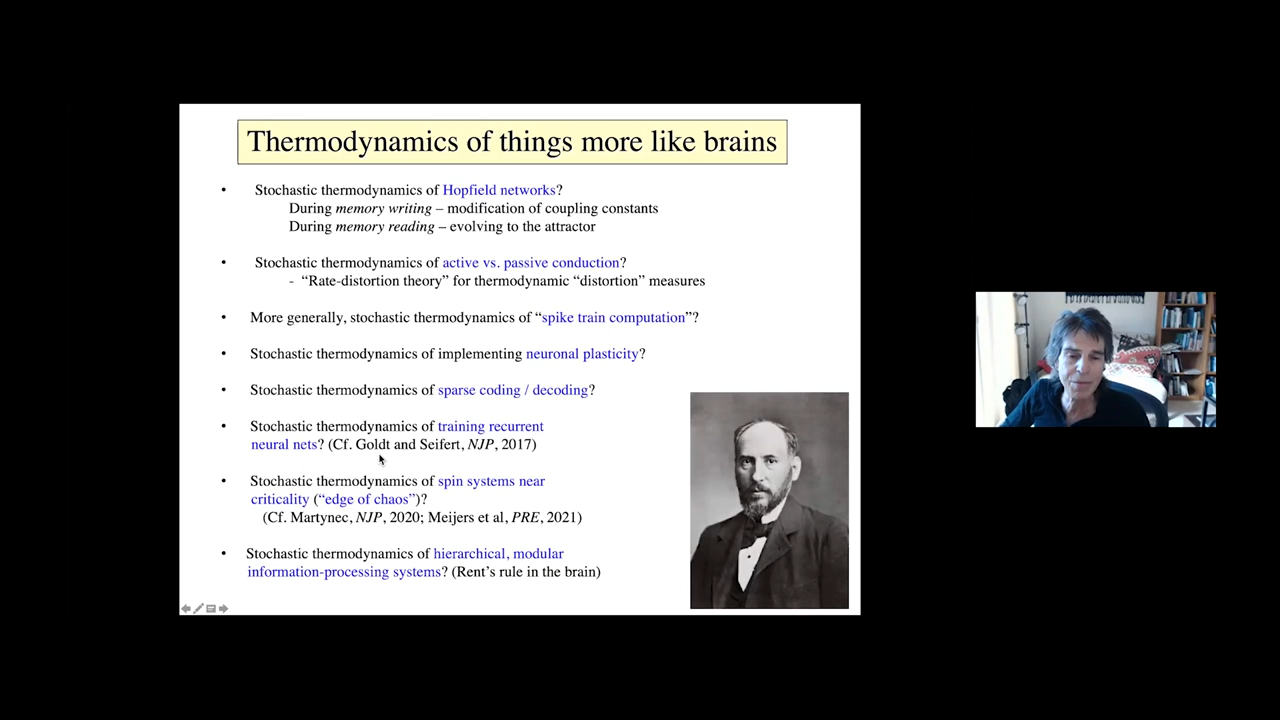 Thermodynamics of things more like brains
• Stochastic thermodynamics of Hopfield networks?
During memory writing – modification of coupling constants
During memory reading – evolving to the attractor
• Stochastic thermodynamics of active vs. passive conduction?
- “Rate-distortion theory” for thermodynamic “distortion” measures
• More generally, stochastic thermodynamics of “spike train computation”?
• Stochastic thermodynamics of implementing neuronal plasticity?
• Stochastic thermodynamics of sparse coding / decoding?
• Stochastic thermodynamics of training recurrent
neural nets? (Cf. Goldt and Seifert, NJP, 2017)
• Stochastic thermodynamics of spin systems near
criticality (“edge of chaos”)?
(Cf. Martynec, NJP, 2020; Meijers et al, PRE, 2021)
• Stochastic thermodynamics of hierarchical, modular
information-processing systems? (Rent’s rule in the brain)